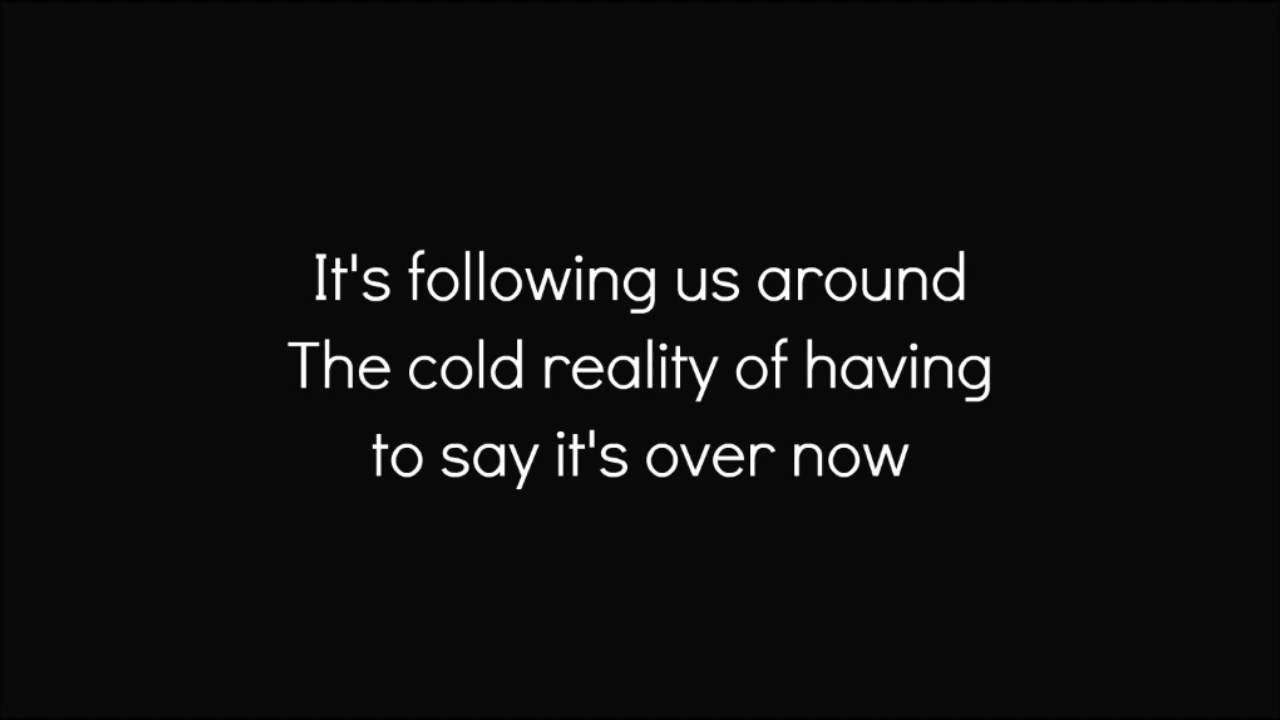 It's following us around
The cold reality of having
to say it's over now